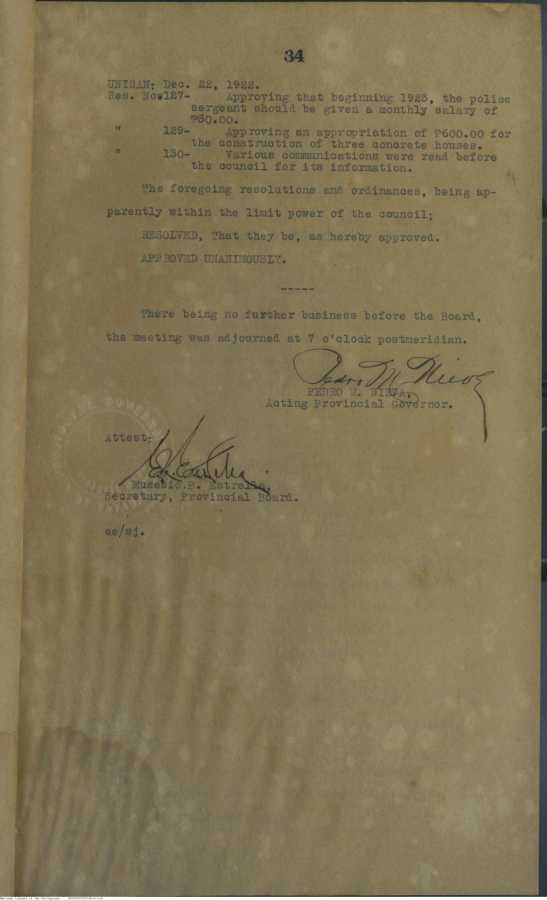 34
UNISAN: Dec. 22, 1922.
Res. No.127- Approving that beginning 1923, the police
sergeant should be given a monthly salary of
₱30.00.
" 129- Approving an appropriation of ₱600.00 for
the construction of three concrete houses.
" 130- Various communications were read before
the council for its information.
The foregoing resolutions and ordinances, being ap-
parently within the limit power of the council;
RESOLVED, That they be, as hereby approved.
APPROVED UNANIMOUSLY.
-----
There being no further business before the Board,
the meeting was adjourned at 7 o'clock postmeridian.
PEDRO M. NIEVA,
Acting Provincial Governor.
Attest:
Eusebio.B. Estrella,
Secretary, Provincial Board.